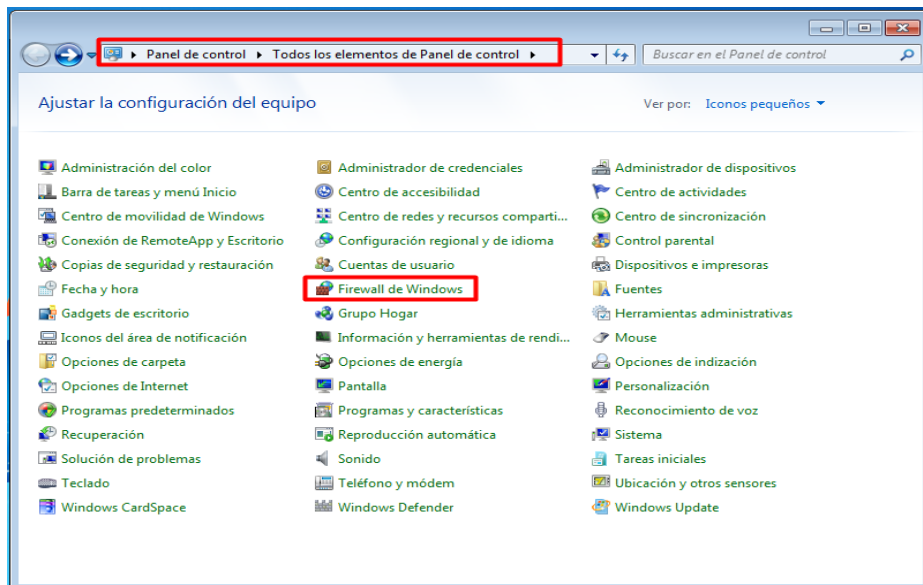 Panel de control ▸ Todos los elementos de Panel de control ▸
Buscar en el Panel de control
Ajustar la configuración del equipo
Ver por: Iconos pequeños
Administración del color
Administrador de credenciales
Administrador de dispositivos
Barra de tareas y menú Inicio
Centro de accesibilidad
Centro de actividades
Centro de movilidad de Windows
Centro de redes y recursos comparti...
Centro de sincronización
Conexión de RemoteApp y Escritorio
Configuración regional y de idioma
Control parental
Copias de seguridad y restauración
Cuentas de usuario
Dispositivos e impresoras
Fecha y hora
Firewall de Windows
Fuentes
Gadgets de escritorio
Grupo Hogar
Herramientas administrativas
Iconos del área de notificación
Información y herramientas de rendi...
Mouse
Opciones de carpeta
Opciones de energía
Opciones de indización
Opciones de Internet
Pantalla
Personalización
Programas predeterminados
Programas y características
Reconocimiento de voz
Recuperación
Reproducción automática
Sistema
Solución de problemas
Sonido
Tareas iniciales
Teclado
Teléfono y módem
Ubicación y otros sensores
Windows CardSpace
Windows Defender
Windows Update